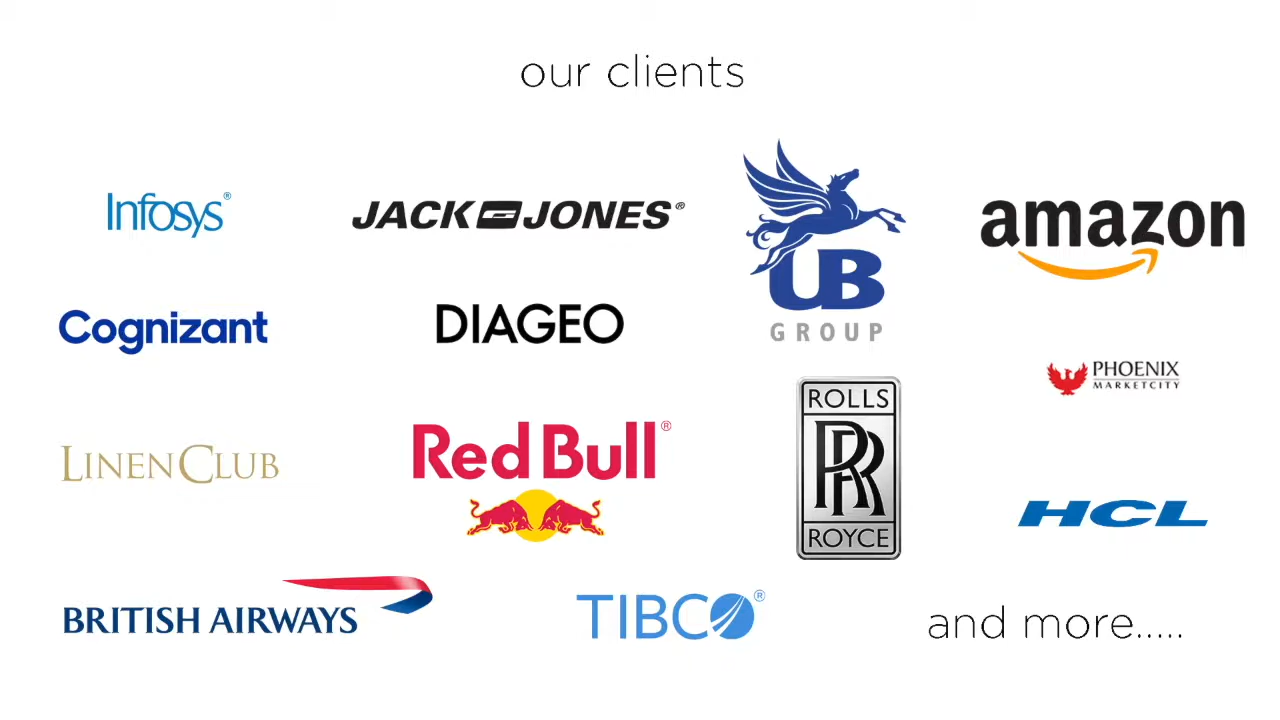 our clients
Infosys®
JACK JONES®
UB
GROUP
amazon
Cognizant
DIAGEO
PHOENIX
MARKETCITY
ROLLS
RR
ROYCE
LINEN CLUB
Red Bull®
HCL
BRITISH AIRWAYS
TIBCO®
and more.....